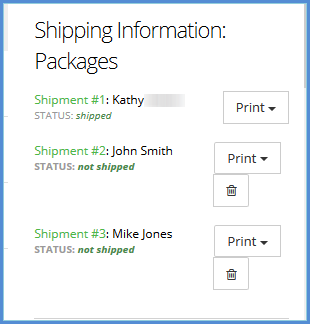 Shipping Information:
Packages
Shipment #1: Kathy
Print
STATUS: shipped
Shipment #2: John Smith
Print
STATUS: not shipped
Shipment #3: Mike Jones
Print
STATUS: not shipped